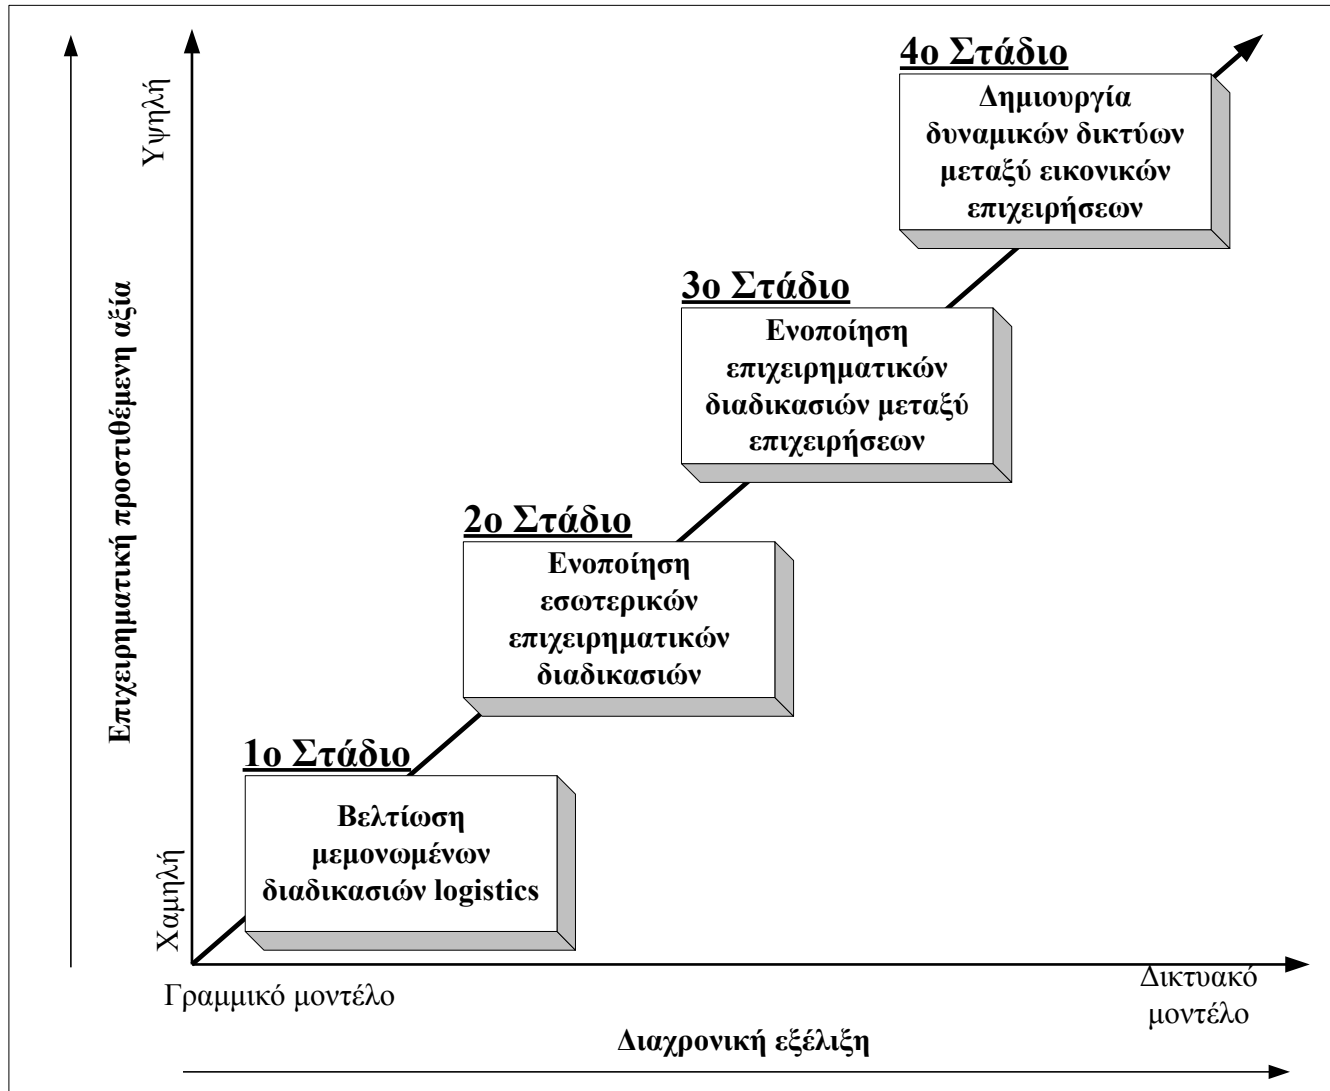 4ο Στάδιο
Δημιουργία
δυναμικών δικτύων
μεταξύ εικονικών
επιχειρήσεων
3ο Στάδιο
Ενοποίηση
επιχειρηματικών
διαδικασιών μεταξύ
επιχειρήσεων
2ο Στάδιο
Ενοποίηση
εσωτερικών
επιχειρηματικών
διαδικασιών
1ο Στάδιο
Βελτίωση
μεμονωμένων
διαδικασιών logistics
Υψηλή
Επιχειρηματική προστιθέμενη αξία
Χαμηλή
Γραμμικό μοντέλο
Δικτυακό
μοντέλο
Διαχρονική εξέλιξη